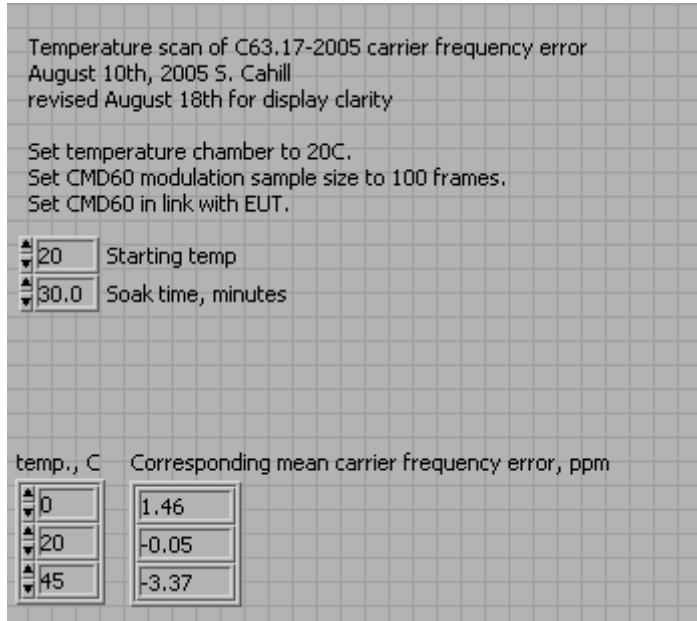 Temperature scan of C63.17-2005 carrier frequency error
August 10th, 2005 S. Cahill
revised August 18th for display clarity
Set temperature chamber to 20C.
Set CMD60 modulation sample size to 100 frames.
Set CMD60 in link with EUT.
20 Starting temp
30.0 Soak time, minutes
temp., C Corresponding mean carrier frequency error, ppm
0 1.46
20 -0.05
45 -3.37